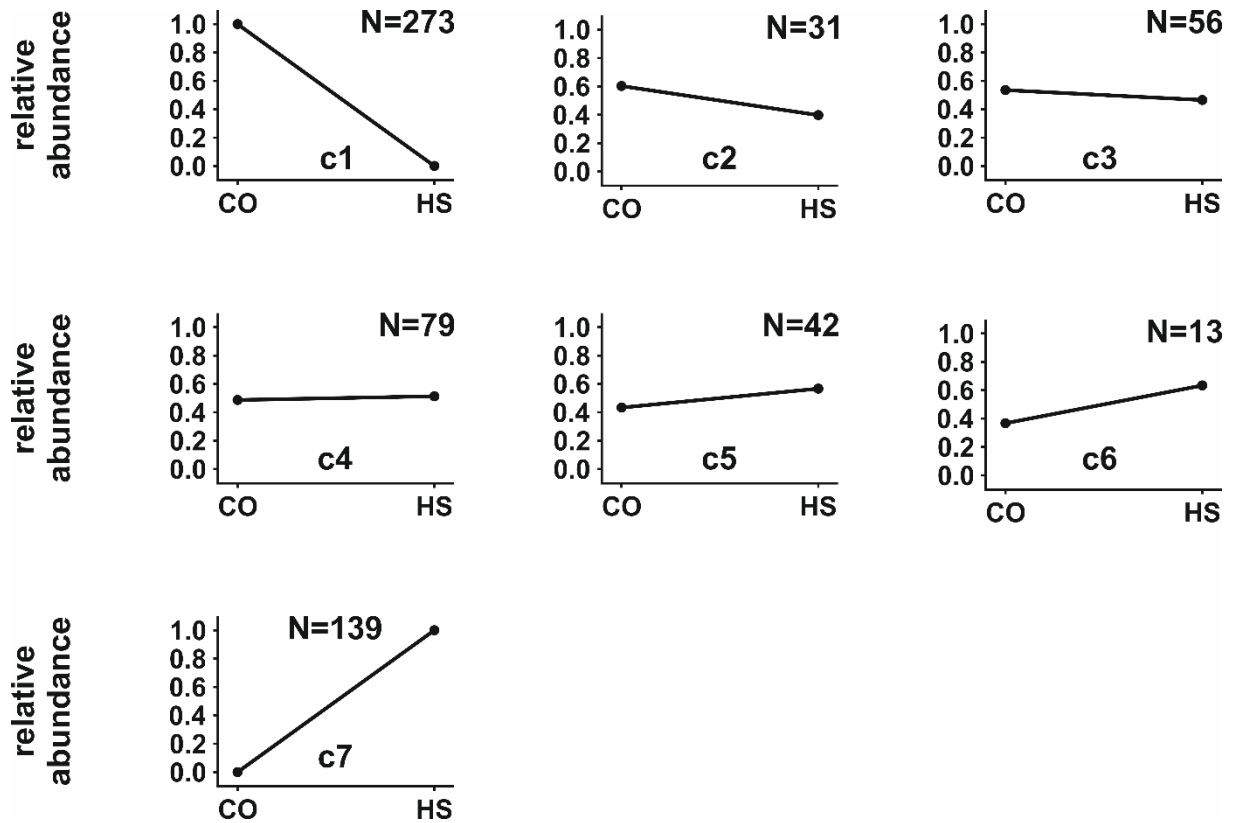 relative
abundance
1.0
0.8
0.6
0.4
0.2
0.0
N=273
c1
CO
HS
1.0
0.8
0.6
0.4
0.2
0.0
N=31
c2
CO
HS
1.0
0.8
0.6
0.4
0.2
0.0
N=56
c3
CO
HS
relative
abundance
1.0
0.8
0.6
0.4
0.2
0.0
N=79
c4
CO
HS
1.0
0.8
0.6
0.4
0.2
0.0
N=42
c5
CO
HS
1.0
0.8
0.6
0.4
0.2
0.0
N=13
c6
CO
HS
relative
abundance
1.0
0.8
0.6
0.4
0.2
0.0
N=139
c7
CO
HS